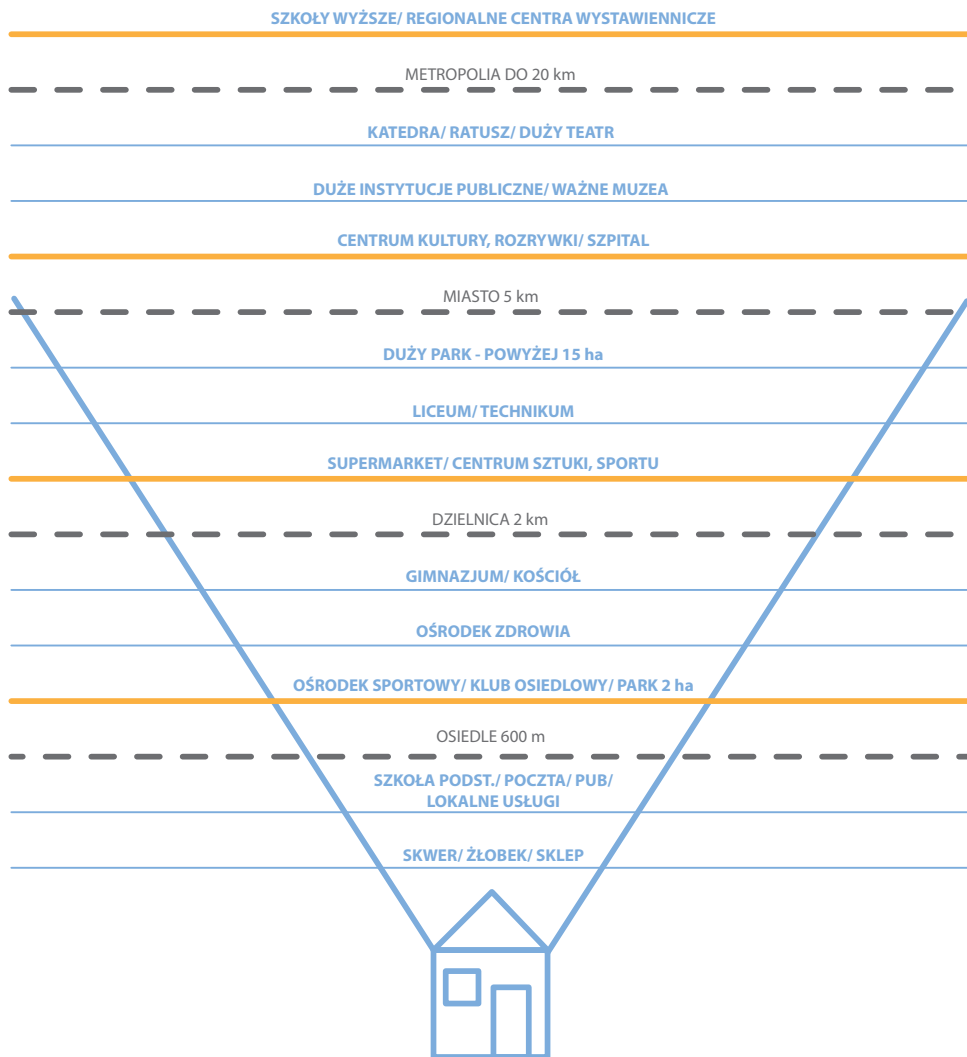 SZKOŁY WYŻSZE/ REGIONALNE CENTRA WYSTAWIENNICZE
METROPOLIA DO 20 km
KATEDRA/ RATUSZ/ DUŻY TEATR
DUŻE INSTYTUCJE PUBLICZNE/ WAŻNE MUZEA
CENTRUM KULTURY, ROZRYWKI/ SZPITAL
MIASTO 5 km
DUŻY PARK - POWYŻEJ 15 ha
LICEUM/ TECHNIKUM
SUPERMARKET/ CENTRUM SZTUKI, SPORTU
DZIELNICA 2 km
GIMNAZJUM/ KOŚCIÓŁ
OŚRODEK ZDROWIA
OŚRODEK SPORTOWY/ KLUB OSIEDLOWY/ PARK 2 ha
OSIEDLE 600 m
SZKOŁA PODST./ POCZTA/ PUB/
LOKALNE USŁUGI
SKWER/ ŻŁOBEK/ SKLEP